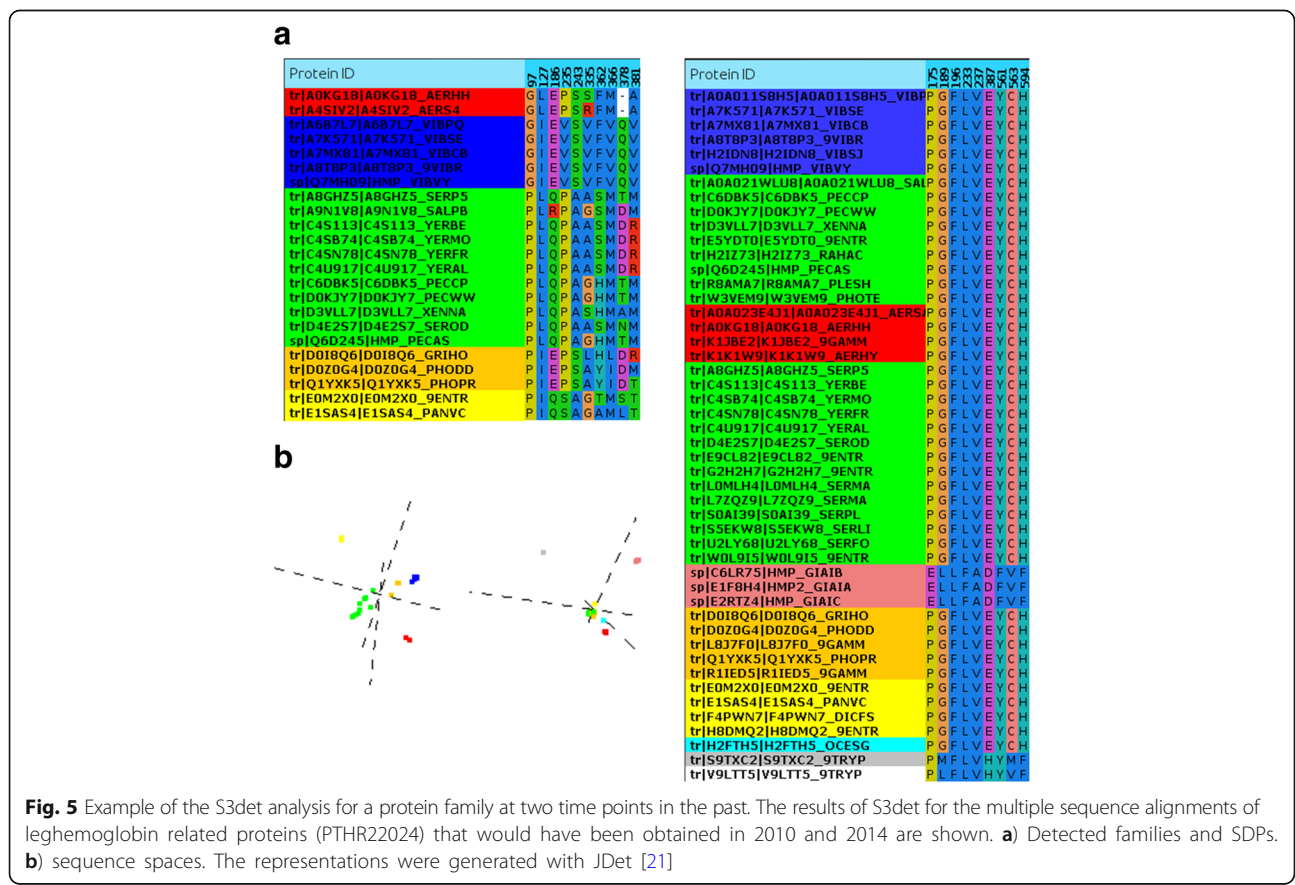 a
Protein ID 97 127 186 235 243 335 362 366 378 381
tr|A0KG18|A0KG18_AERHH G L E P S S F M - A
tr|A4SIV2|A4SIV2_AERS4 G L E P S R F M - A
tr|A6B7L7|A6B7L7_VIBPQ G I E V S V F V Q V
tr|A7K571|A7K571_VIBSE G I E V S V F V Q V
tr|A7MX81|A7MX81_VIBCB G I E V S V F V Q V
tr|A8T8P3|A8T8P3_9VIBR G I E V S V F V Q V
sp|Q7MH09|HMP_VIBVY G I E V S V F V Q V
tr|A8GHZ5|A8GHZ5_SERP5 P L Q P A A S M T M
tr|A9N1V8|A9N1V8_SALPB P L R P A G S M D M
tr|C4S113|C4S113_YERBE P L Q P A A S M D R
tr|C4SB74|C4SB74_YERMO P L Q P A A S M D R
tr|C4SN78|C4SN78_YERFR P L Q P A A S M D R
tr|C4U917|C4U917_YERAL P L Q P A A S M D R
tr|C6DBK5|C6DBK5_PECCP P L Q P A G H M T M
tr|D0KJY7|D0KJY7_PECWW P L Q P A G H M T M
tr|D3VLL7|D3VLL7_XENNA P L Q P A S H M A M
tr|D4E2S7|D4E2S7_SEROD P L Q P A A S M N M
sp|Q6D245|HMP_PECAS P L Q P A G H M T M
tr|D0I8Q6|D0I8Q6_GRIHO P I E P S L H L D R
tr|D0Z0G4|D0Z0G4_PHODD P I E P S A Y I D M
tr|Q1YXK5|Q1YXK5_PHOPR P I E P S A Y I D T
tr|E0M2X0|E0M2X0_9ENTR P I Q S A G T M S T
tr|E1SAS4|E1SAS4_PANVC P I Q S A G A M L T
b
Protein ID 175 189 196 233 237 387 561 563 594
tr|A0A011S8H5|A0A011S8H5_VIBP P G F L V E Y C H
tr|A7K571|A7K571_VIBSE P G F L V E Y C H
tr|A7MX81|A7MX81_VIBCB P G F L V E Y C H
tr|A8T8P3|A8T8P3_9VIBR P G F L V E Y C H
tr|H2IDN8|H2IDN8_VIBSJ P G F L V E Y C H
sp|Q7MH09|HMP_VIBVY P G F L V E Y C H
tr|A0A021WLU8|A0A021WLU8_SAL P G F L V E Y C H
tr|C6DBK5|C6DBK5_PECCP P G F L V E Y C H
tr|D0KJY7|D0KJY7_PECWW P G F L V E Y C H
tr|D3VLL7|D3VLL7_XENNA P G F L V E Y C H
tr|E5YDT0|E5YDT0_9ENTR P G F L V E Y C H
tr|H2IZ73|H2IZ73_RAHAC P G F L V E Y C H
sp|Q6D245|HMP_PECAS P G F L V E Y C H
tr|R8AMA7|R8AMA7_PLESH P G F L V E Y C H
tr|W3VEM9|W3VEM9_PHOTE P G F L V E Y C H
tr|A0A023E4J1|A0A023E4J1_AERSA P G F L V E Y C H
tr|A0KG18|A0KG18_AERHH P G F L V E Y C H
tr|K1JBE2|K1JBE2_9GAMM P G F L V E Y C H
tr|K1K1W9|K1K1W9_AERHY P G F L V E Y C H
tr|A8GHZ5|A8GHZ5_SERP5 P G F L V E Y C H
tr|C4S113|C4S113_YERBE P G F L V E Y C H
tr|C4SB74|C4SB74_YERMO P G F L V E Y C H
tr|C4SN78|C4SN78_YERFR P G F L V E Y C H
tr|C4U917|C4U917_YERAL P G F L V E Y C H
tr|D4E2S7|D4E2S7_SEROD P G F L V E Y C H
tr|E9CL82|E9CL82_9ENTR P G F L V E Y C H
tr|G2H2H7|G2H2H7_9ENTR P G F L V E Y C H
tr|L0MLH4|L0MLH4_SERMA P G F L V E Y C H
tr|L7ZQZ9|L7ZQZ9_SERMA P G F L V E Y C H
tr|S0AI39|S0AI39_SERPL P G F L V E Y C H
tr|S5EKW8|S5EKW8_SERLI P G F L V E Y C H
tr|U2LY68|U2LY68_SERFO P G F L V E Y C H
tr|W0L9I5|W0L9I5_9ENTR P G F L V E Y C H
sp|C6LR75|HMP_GIAIB E L L F A D F V F
sp|E1F8H4|HMP2_GIAIA E L L F A D F V F
sp|E2RTZ4|HMP_GIAIC E L L F A D F V F
tr|D0I8Q6|D0I8Q6_GRIHO P G F L V E Y C H
tr|D0Z0G4|D0Z0G4_PHODD P G F L V E Y C H
tr|L8J7F0|L8J7F0_9GAMM P G F L V E Y C H
tr|Q1YXK5|Q1YXK5_PHOPR P G F L V E Y C H
tr|R1IED5|R1IED5_9GAMM P G F L V E Y C H
tr|E0M2X0|E0M2X0_9ENTR P G F L V E Y C H
tr|E1SAS4|E1SAS4_PANVC P G F L V E Y C H
tr|F4PWN7|F4PWN7_DICFS P G F L V E Y C H
tr|H8DMQ2|H8DMQ2_9ENTR P G F L V E Y C H
tr|H2FTH5|H2FTH5_OCESG P G F L V E Y C H
tr|S9TXC2|S9TXC2_9TRYP P M F L V H Y M F
tr|V9LTT5|V9LTT5_9TRYP P L F L V H Y V F
Fig. 5 Example of the S3det analysis for a protein family at two time points in the past. The results of S3det for the multiple sequence alignments of
leghemoglobin related proteins (PTHR22024) that would have been obtained in 2010 and 2014 are shown. a) Detected families and SDPs.
b) sequence spaces. The representations were generated with JDet [21]